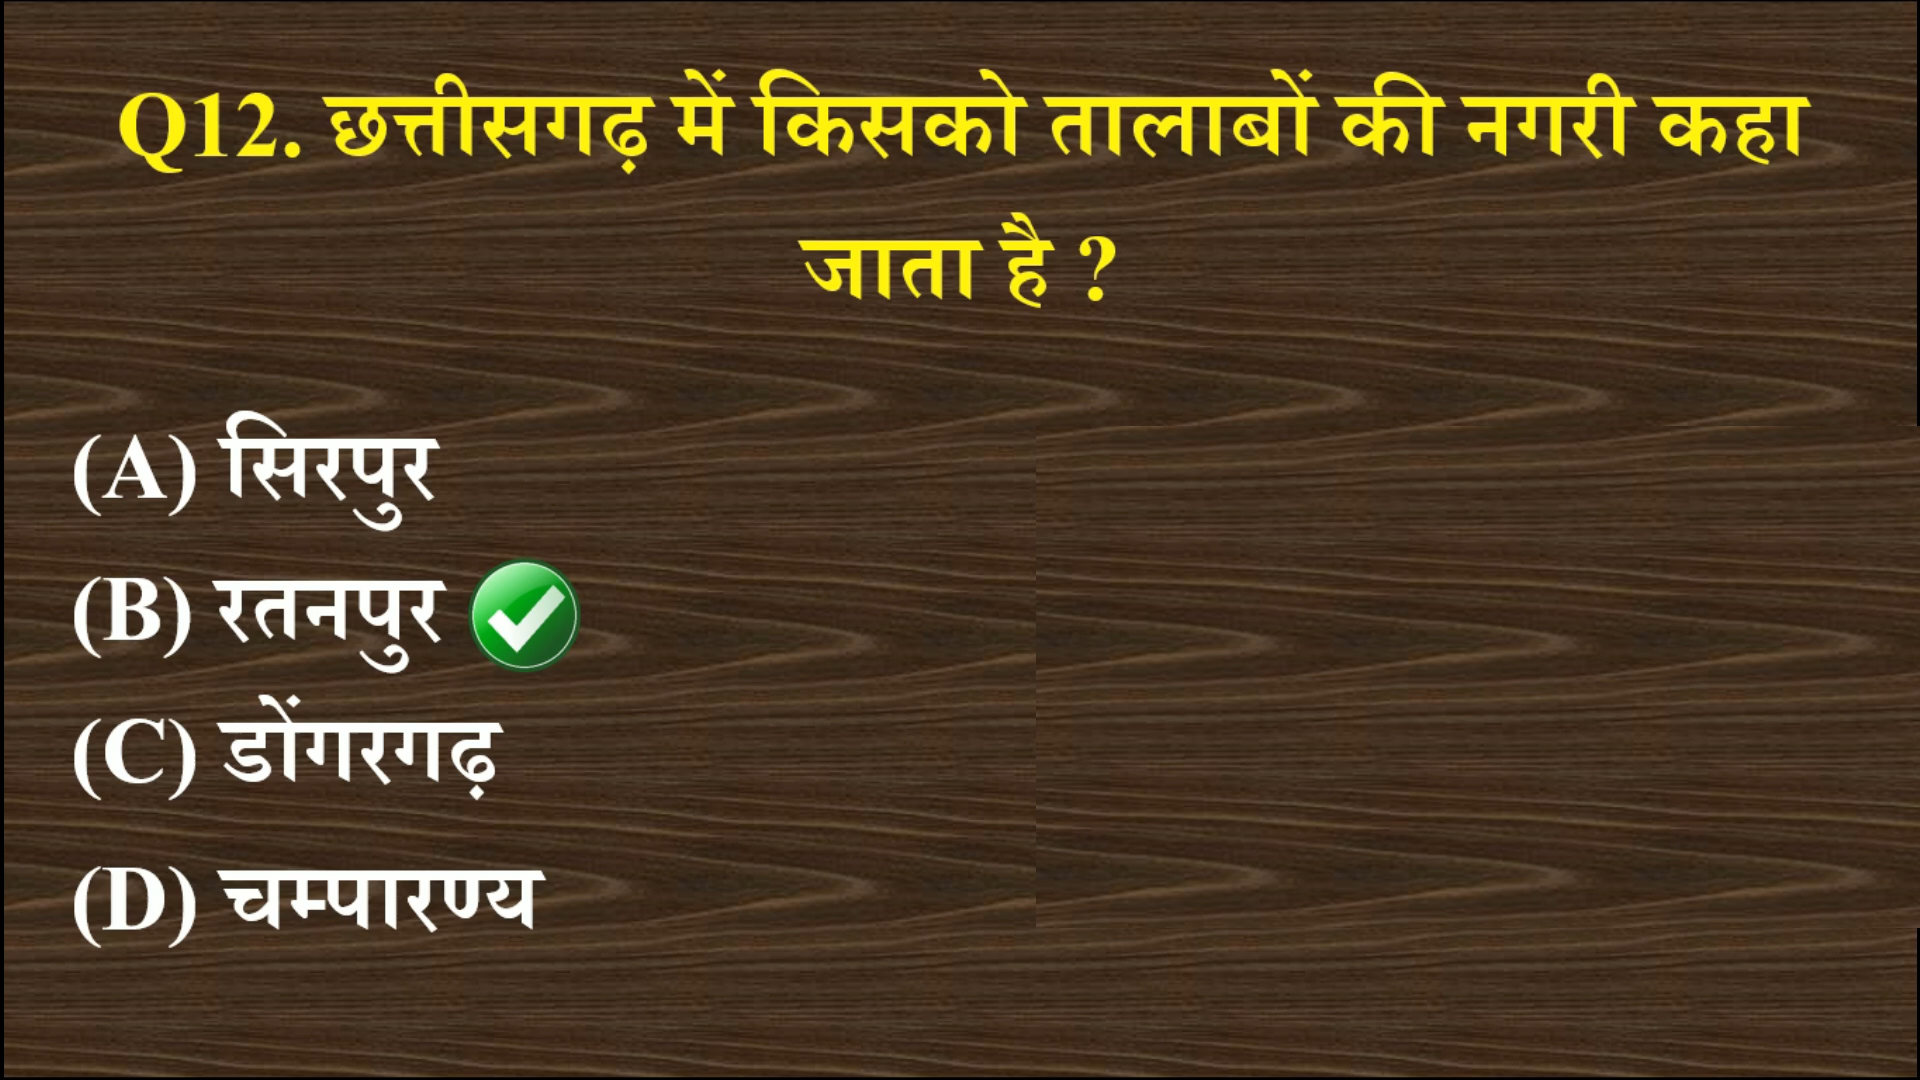 Q12. छत्तीसगढ़ में किसको तालाबों की नगरी कहा
जाता है ?
(A) सिरपुर
(B) रतनपुर
(C) डोंगरगढ़
(D) चम्पारण्य